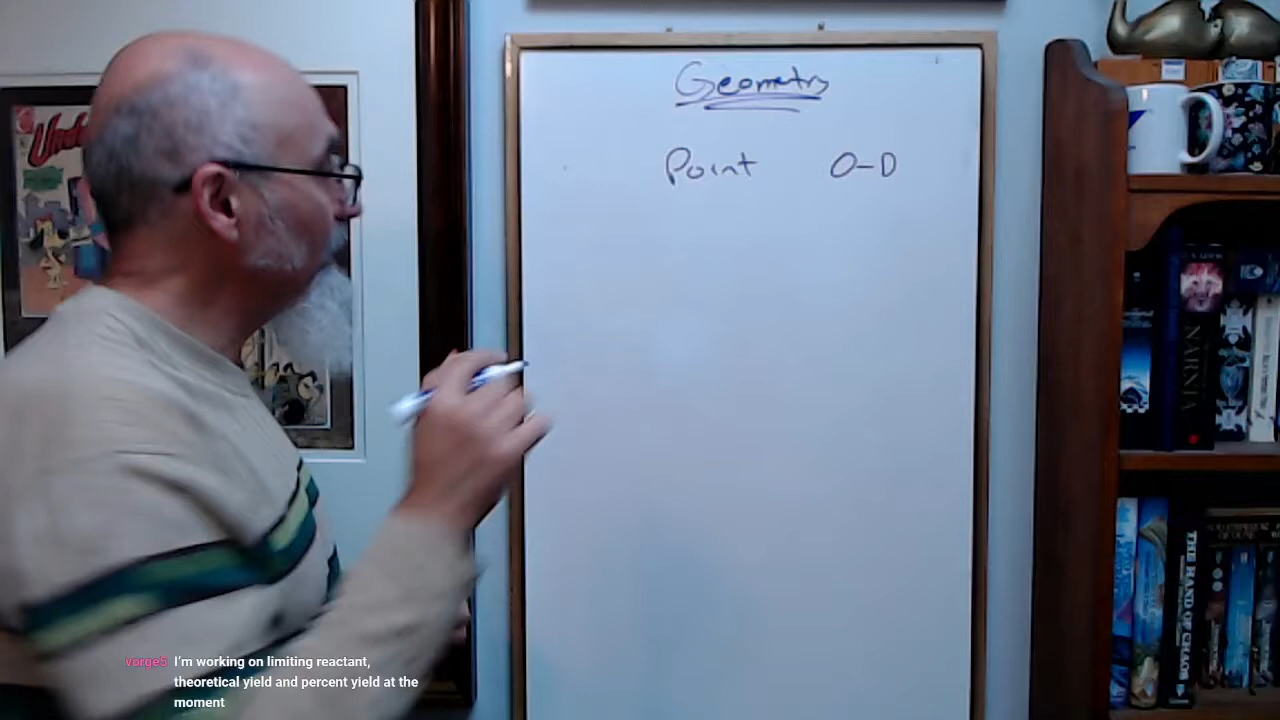 Geometry
Point 0-D
Unde
NARNIA
THE HAND OF CHAOS
vorge5 I'm working on limiting reactant,
theoretical yield and percent yield at the
moment